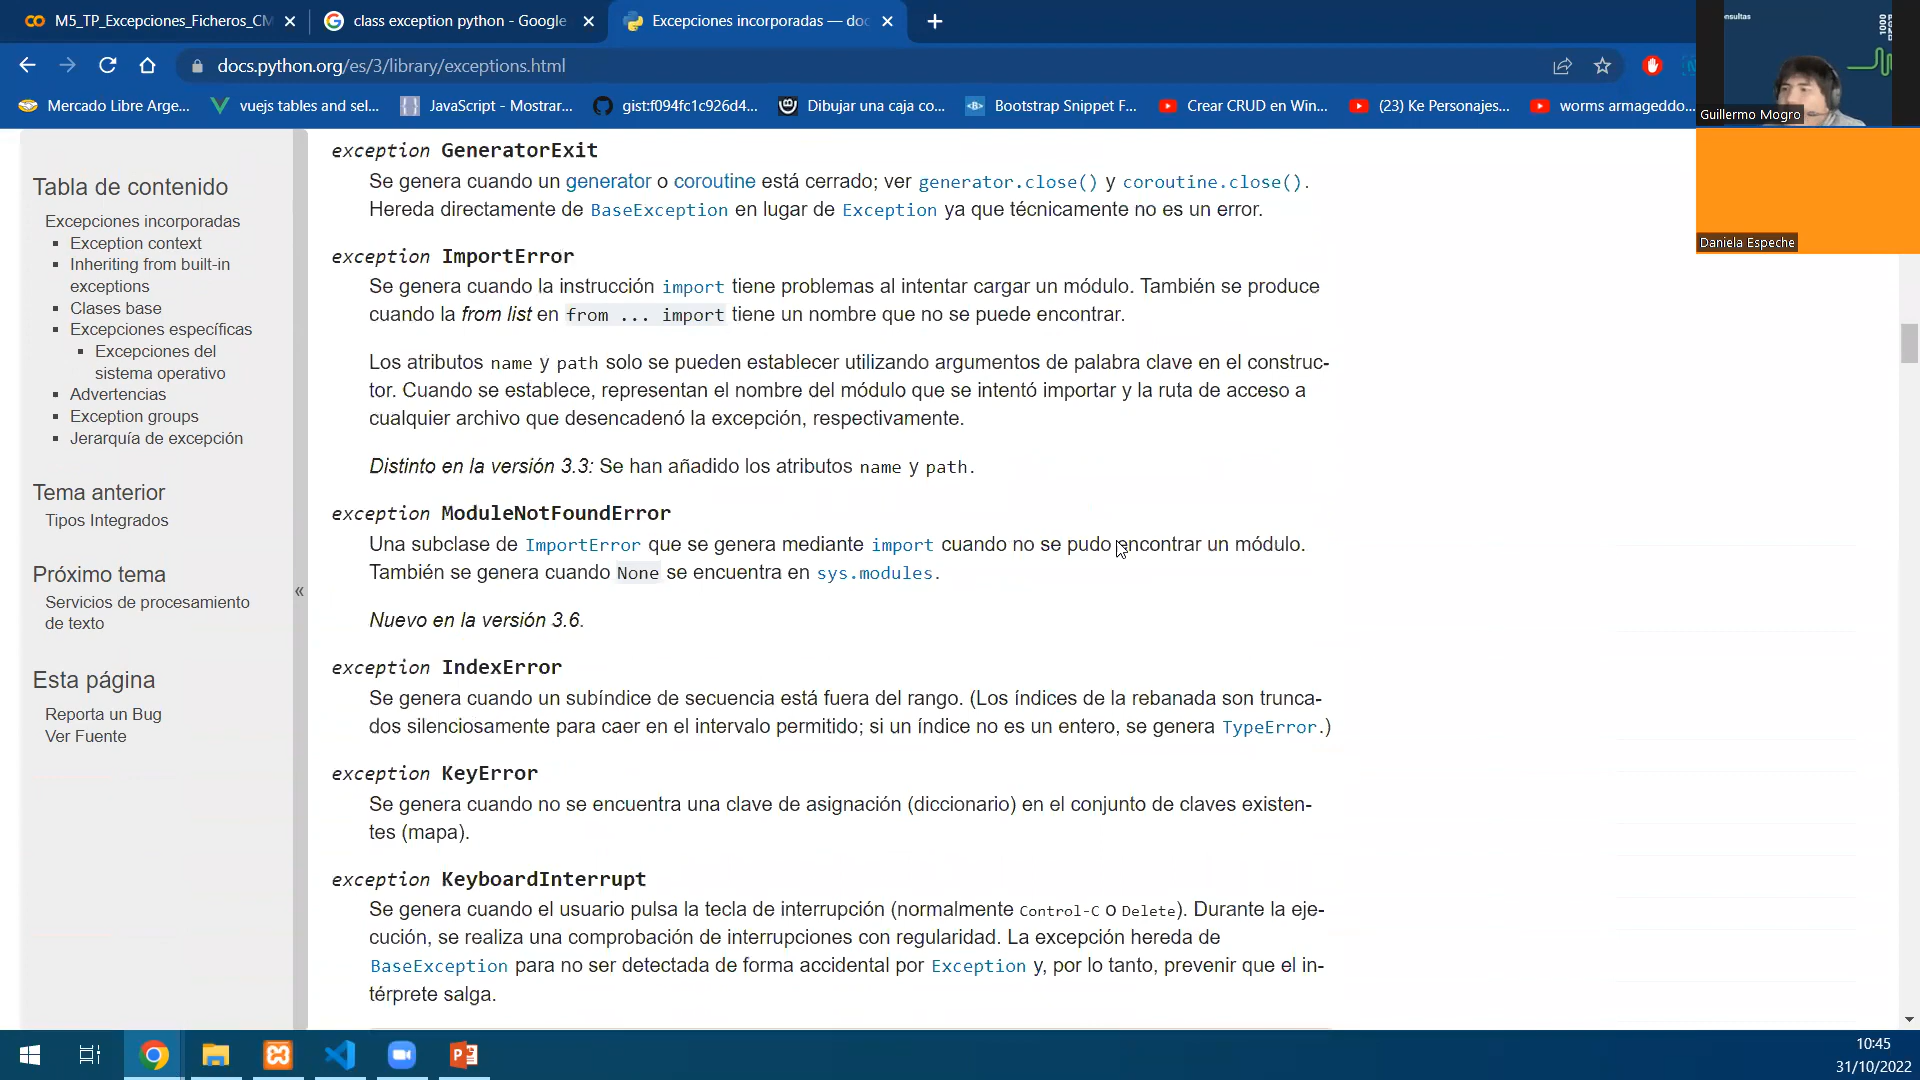 M5_TP_Excepciones_Ficheros_CM
class exception python - Google
Excepciones incorporadas — doc
docs.python.org/es/3/library/exceptions.html
Mercado Libre Arge...
vuejs tables and sel...
JavaScript - Mostrar...
gist:f094fc1c926d4...
Dibujar una caja co...
Bootstrap Snippet F...
Crear CRUD en Win...
(23) Ke Personajes...
worms armageddo...
nsultas
Guillermo Mogro
Daniela Espeche
Tabla de contenido
Excepciones incorporadas
Exception context
Inheriting from built-in
exceptions
Clases base
Excepciones específicas
Excepciones del
sistema operativo
Advertencias
Exception groups
Jerarquía de excepción
Tema anterior
Tipos Integrados
Próximo tema
Servicios de procesamiento
de texto
Esta página
Reporta un Bug
Ver Fuente
«
exception GeneratorExit
Se genera cuando un generator o coroutine está cerrado; ver generator.close() y coroutine.close().
Hereda directamente de BaseException en lugar de Exception ya que técnicamente no es un error.
exception ImportError
Se genera cuando la instrucción import tiene problemas al intentar cargar un módulo. También se produce
cuando la from list en from ... import tiene un nombre que no se puede encontrar.
Los atributos name y path solo se pueden establecer utilizando argumentos de palabra clave en el construc-
tor. Cuando se establece, representan el nombre del módulo que se intentó importar y la ruta de acceso a
cualquier archivo que desencadenó la excepción, respectivamente.
Distinto en la versión 3.3: Se han añadido los atributos name y path.
exception ModuleNotFoundError
Una subclase de ImportError que se genera mediante import cuando no se pudo encontrar un módulo.
También se genera cuando None se encuentra en sys.modules.
Nuevo en la versión 3.6.
exception IndexError
Se genera cuando un subíndice de secuencia está fuera del rango. (Los índices de la rebanada son trunca-
dos silenciosamente para caer en el intervalo permitido; si un índice no es un entero, se genera TypeError.)
exception KeyError
Se genera cuando no se encuentra una clave de asignación (diccionario) en el conjunto de claves existen-
tes (mapa).
exception KeyboardInterrupt
Se genera cuando el usuario pulsa la tecla de interrupción (normalmente Control-C o Delete). Durante la eje-
cución, se realiza una comprobación de interrupciones con regularidad. La excepción hereda de
BaseException para no ser detectada de forma accidental por Exception y, por lo tanto, prevenir que el in-
térprete salga.
10:45
31/10/2022